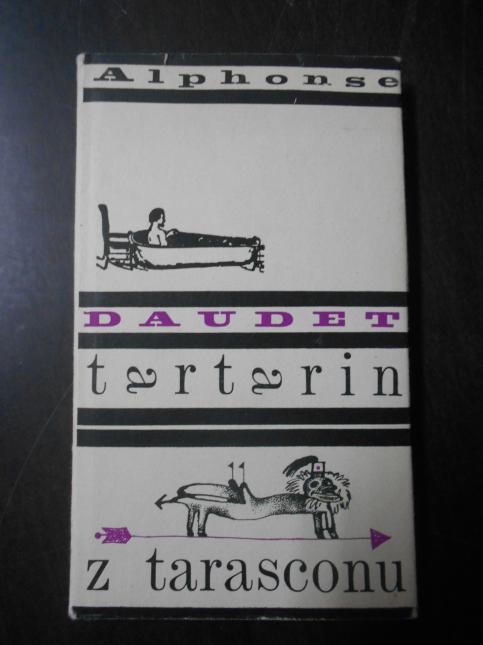 Alphonse
DAUDET
tartarin
z tarasconu